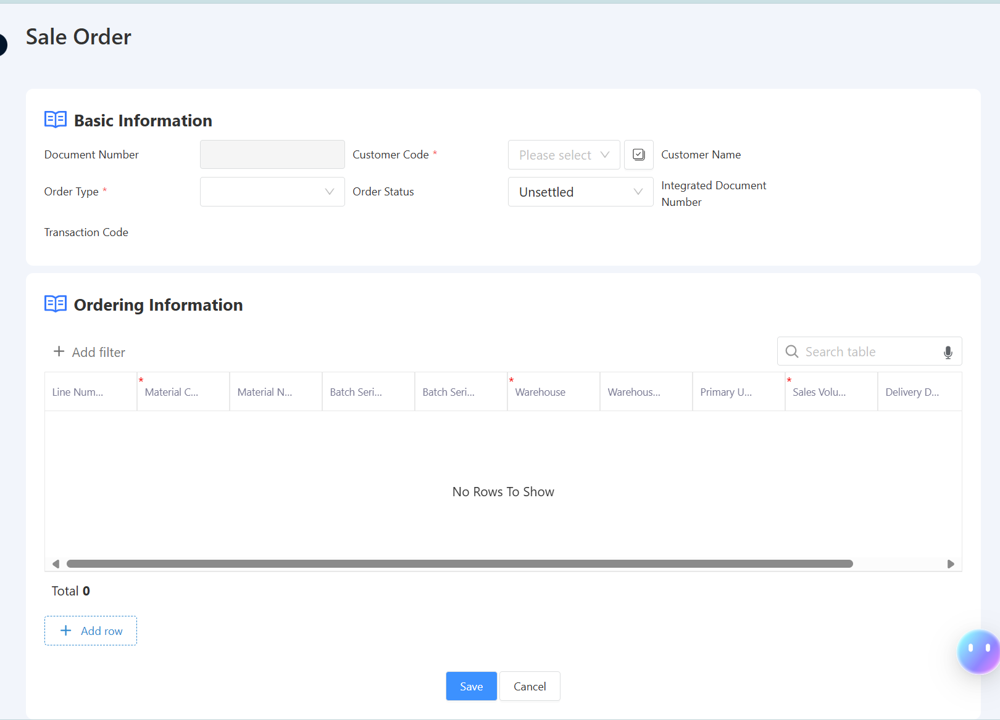 Sale Order
Basic Information
Document Number
Customer Code *
Please select
Customer Name
Order Type *
Order Status
Unsettled
Integrated Document
Number
Transaction Code
Ordering Information
Add filter
Search table
Line Num...
* Material C...
Material N...
Batch Seri...
Batch Seri...
* Warehouse
Warehous...
Primary U...
* Sales Volu...
Delivery D...
No Rows To Show
Total 0
Add row
Save
Cancel